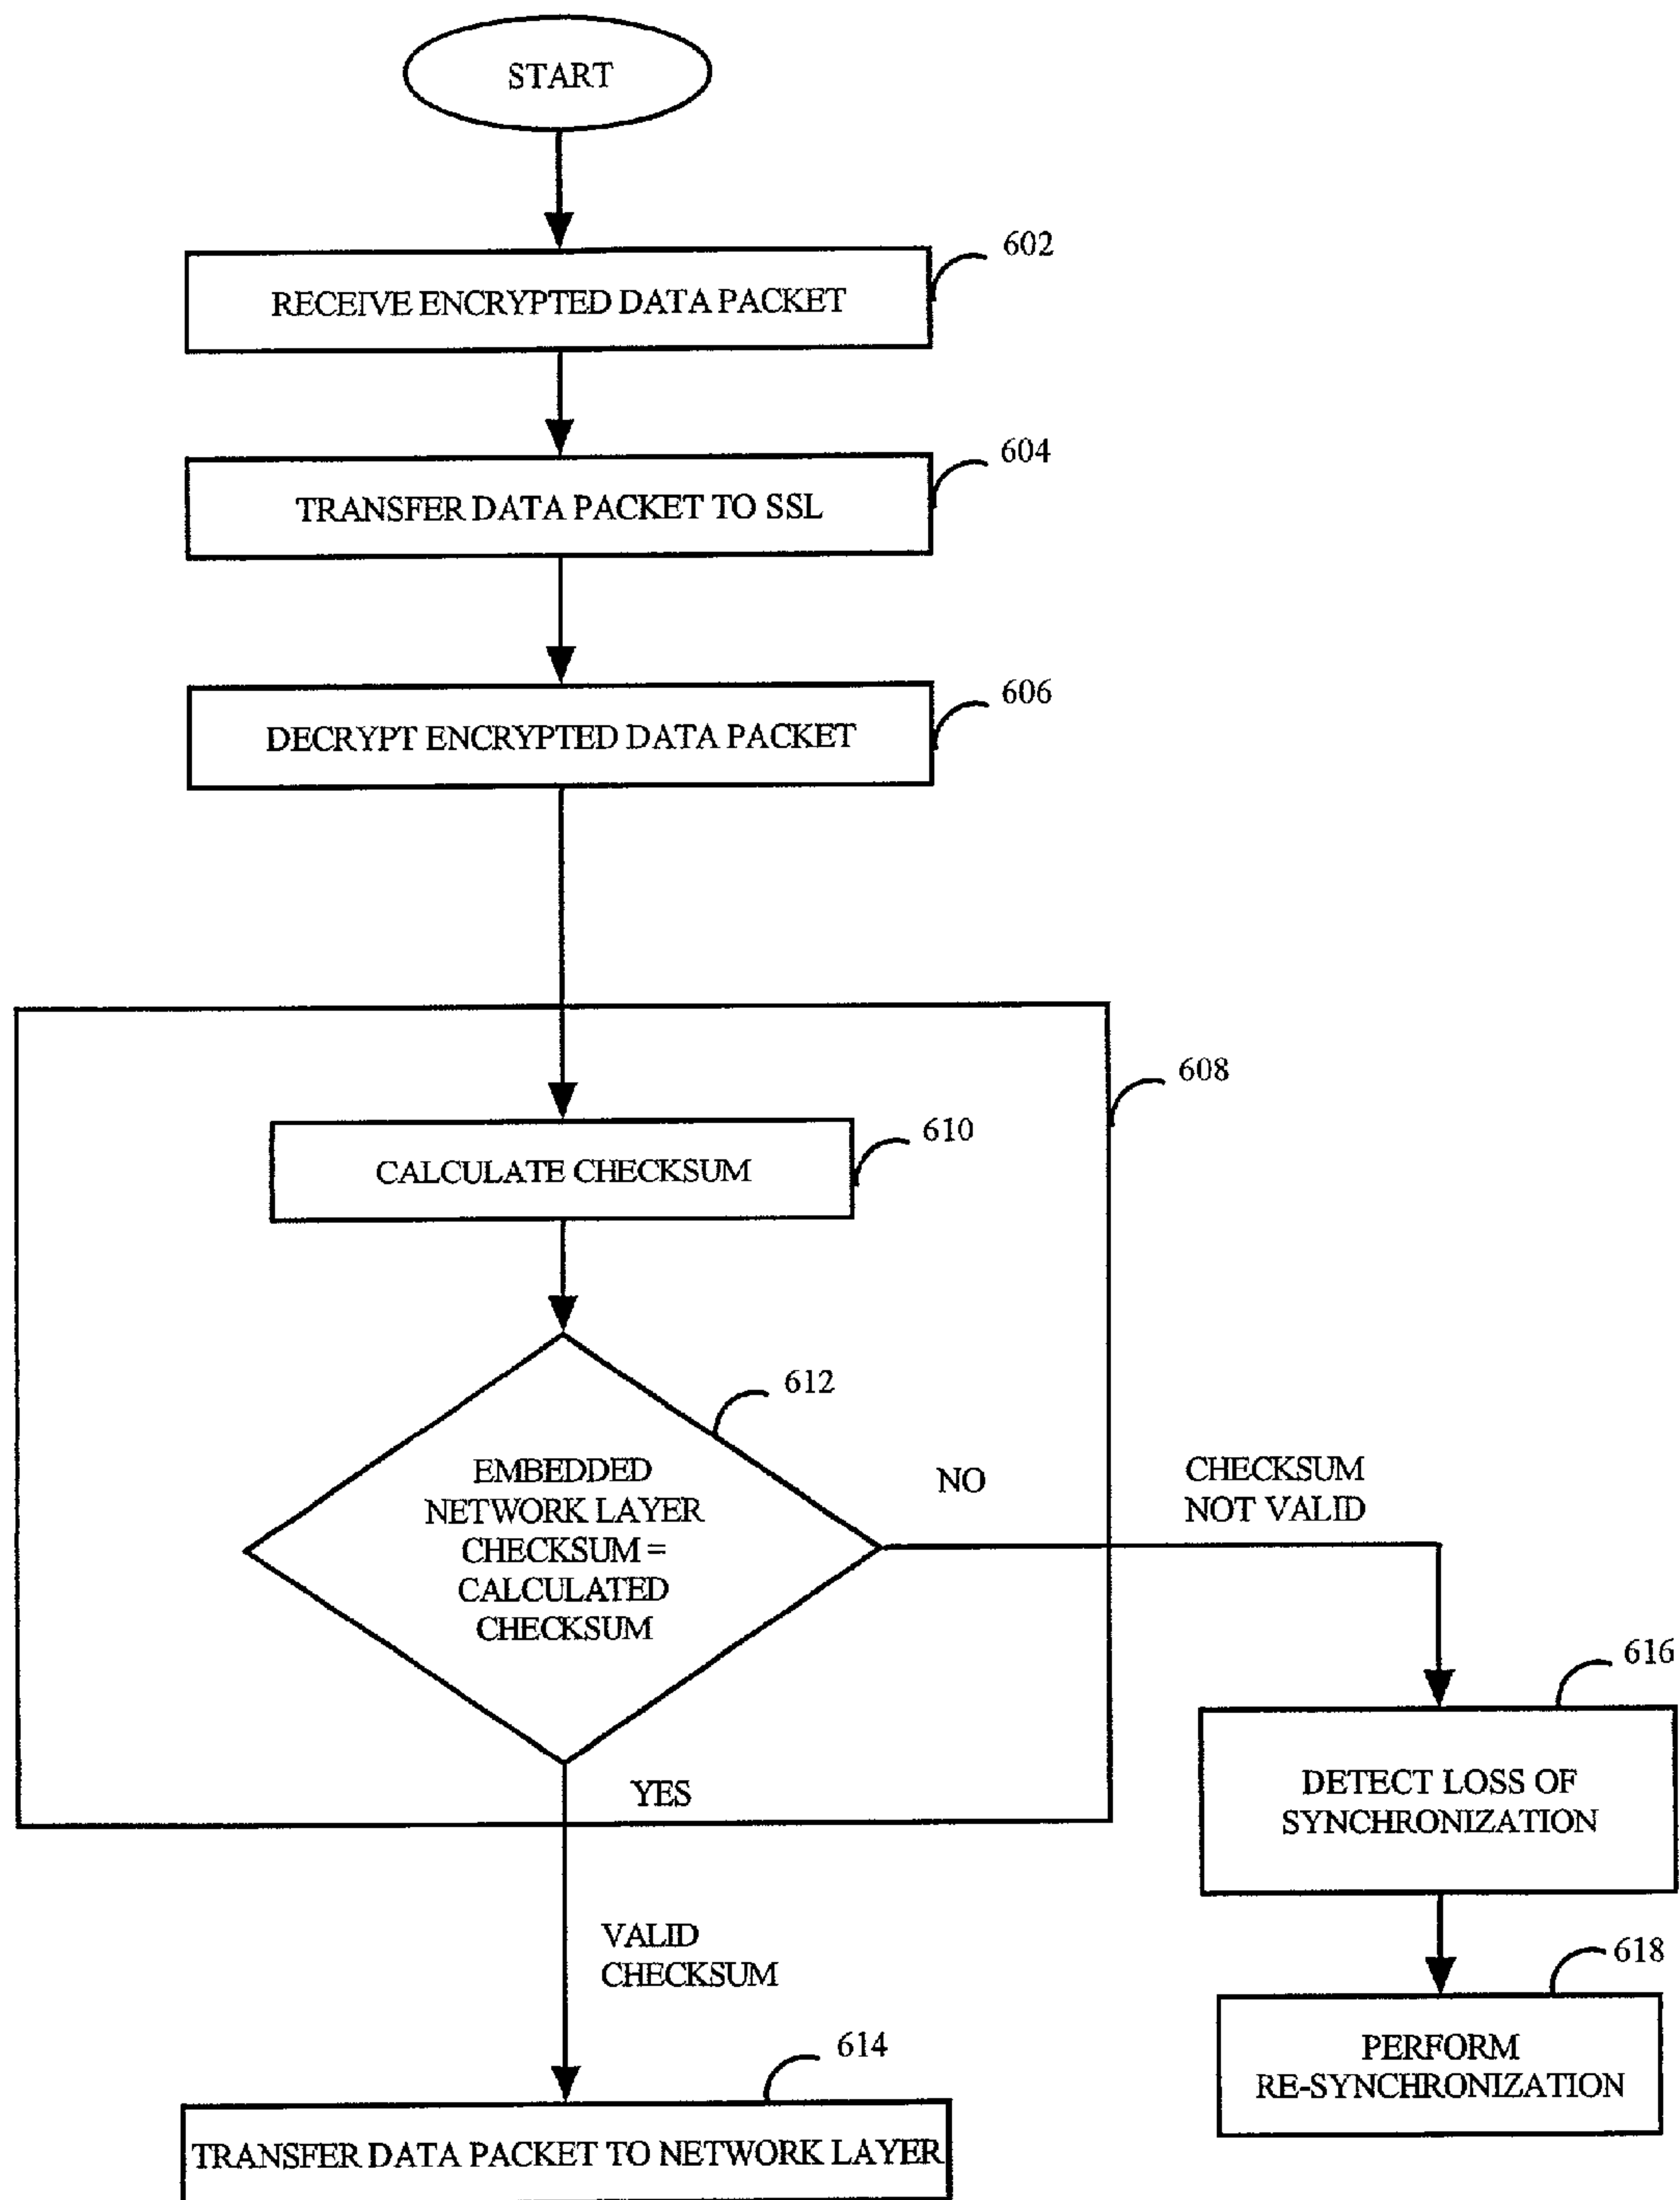 START
602
RECEIVE ENCRYPTED DATA PACKET
604
TRANSFER DATA PACKET TO SSL
606
DECRYPT ENCRYPTED DATA PACKET
608
610
CALCULATE CHECKSUM
612
EMBEDDED
NETWORK LAYER
CHECKSUM =
CALCULATED
CHECKSUM
NO
CHECKSUM
NOT VALID
616
DETECT LOSS OF
SYNCHRONIZATION
YES
VALID
CHECKSUM
618
PERFORM
RE-SYNCHRONIZATION
614
TRANSFER DATA PACKET TO NETWORK LAYER